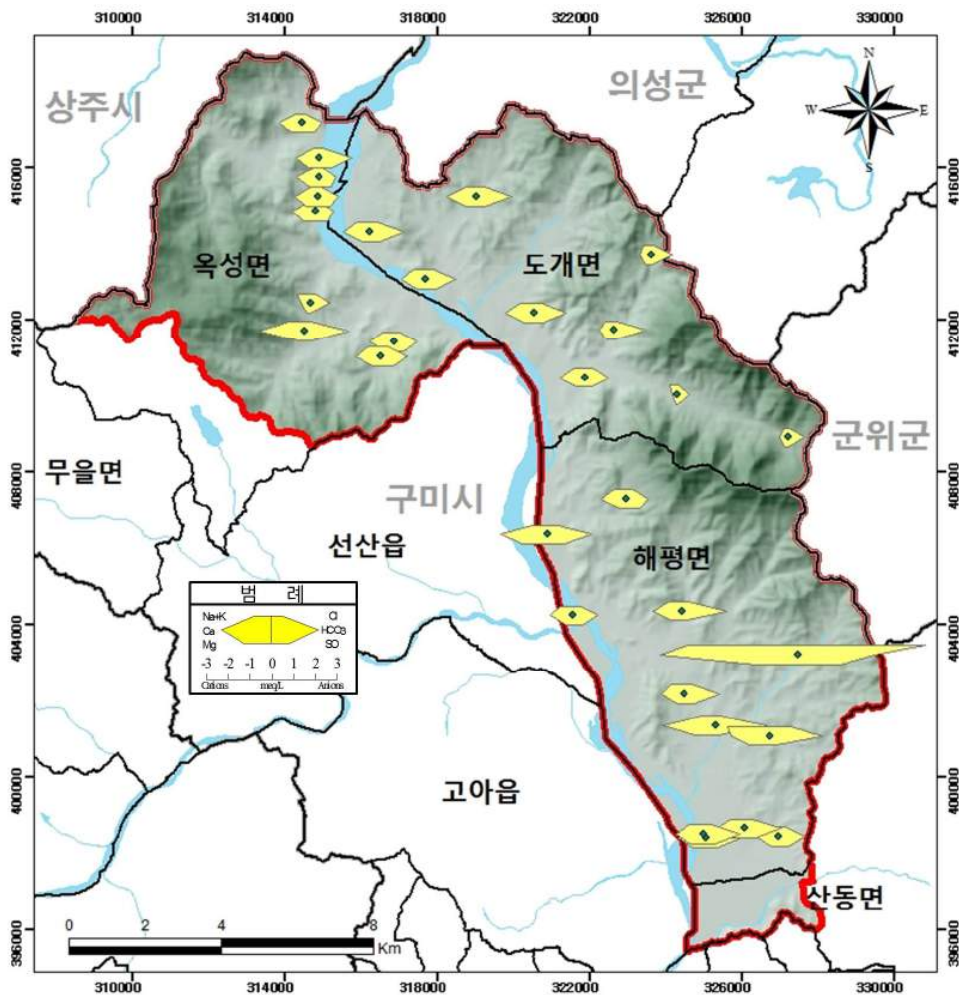 310000 314000 318000 322000 326000 330000
상주시
의성군
N
W E
S
416000 416000
옥성면
도개면
412000 412000
군위군
무을면
408000 408000
구미시
선산읍
해평면
범 례
Na+K Cl
Ca HCO3
Mg SO
-3 -2 -1 0 1 2 3
Cations meq/L Anions
404000 404000
400000 400000
고아읍
산동면
0 2 4 8
Km
396000 396000
310000 314000 318000 322000 326000 330000